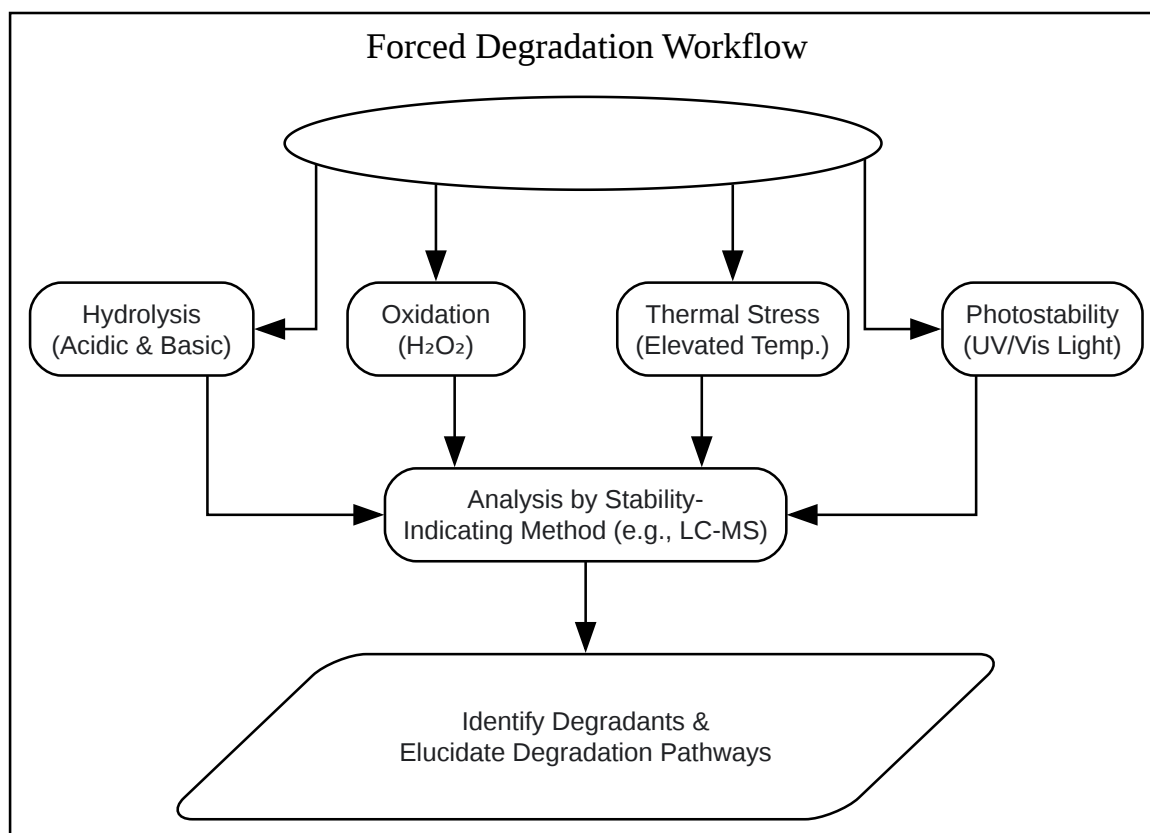 Forced Degradation Workflow
Hydrolysis
(Acidic & Basic)
Oxidation
(H₂O₂)
Thermal Stress
(Elevated Temp.)
Photostability
(UV/Vis Light)
Analysis by Stability-
Indicating Method (e.g., LC-MS)
Identify Degradants &
Elucidate Degradation Pathways